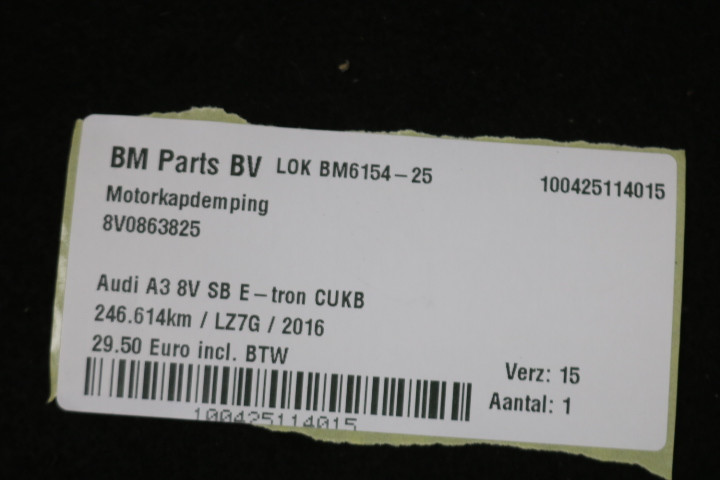 BM Parts BV LOK BM6154-25 100425114015
Motorkapdemping
8V0863825
Audi A3 8V SB E-tron CUKB
246.614km / LZ7G / 2016
29.50 Euro incl. BTW
Verz: 15
Aantal: 1
100425114015